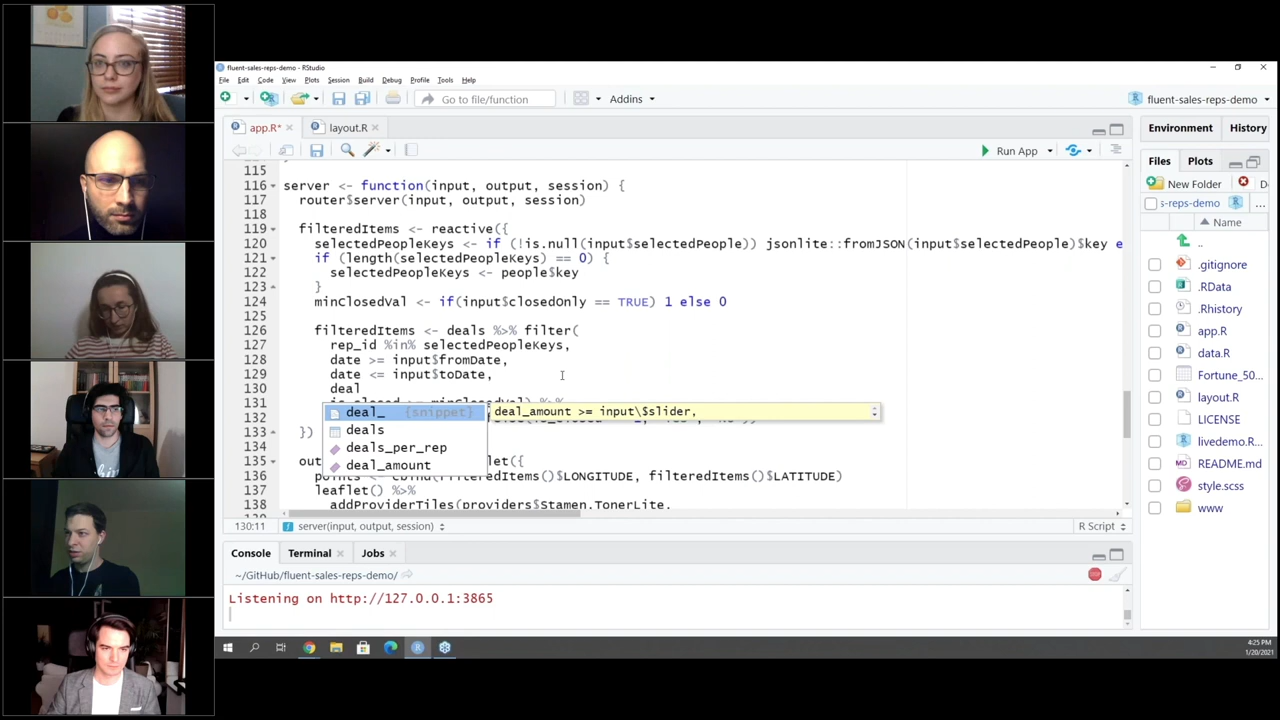 fluent-sales-reps-demo - RStudio
File Edit Code View Plots Session Build Debug Profile Tools Help
Go to file/function Addins fluent-sales-reps-demo
app.R* layout.R
Run App
115
116 server <- function(input, output, session) {
117 router$server(input, output, session)
118
119 filteredItems <- reactive({
120 selectedPeopleKeys <- if (!is.null(input$selectedPeople)) jsonlite::fromJSON(input$selectedPeople)$key e
121 if (length(selectedPeopleKeys) == 0) {
122 selectedPeopleKeys <- people$key
123 }
124 minClosedVal <- if(input$closedOnly == TRUE) 1 else 0
125
126 filteredItems <- deals %>% filter(
127 rep_id %in% selectedPeopleKeys,
128 date >= input$fromDate,
129 date <= input$toDate,
130 deal
131
deal_ {snippet} deal_amount >= input\$slider,
132
deals
133 })
134
deals_per_rep
135 ou let({
deal_amount
136 points filteredItems()$LATITUDE)
137 leaflet() %>%
138 addProviderTiles(providers$Stamen.TonerLite.
130:11 server(input, output, session) R Script
Console Terminal Jobs
~/GitHub/fluent-sales-reps-demo/
Listening on http://127.0.0.1:3865
Environment History
Files Plots
New Folder De
s-reps-demo ...
Name
..
.gitignore
.RData
.Rhistory
app.R
data.R
Fortune_50...
layout.R
LICENSE
livedemo.R...
README.md
style.scss
www
4:25 PM
1/20/2021